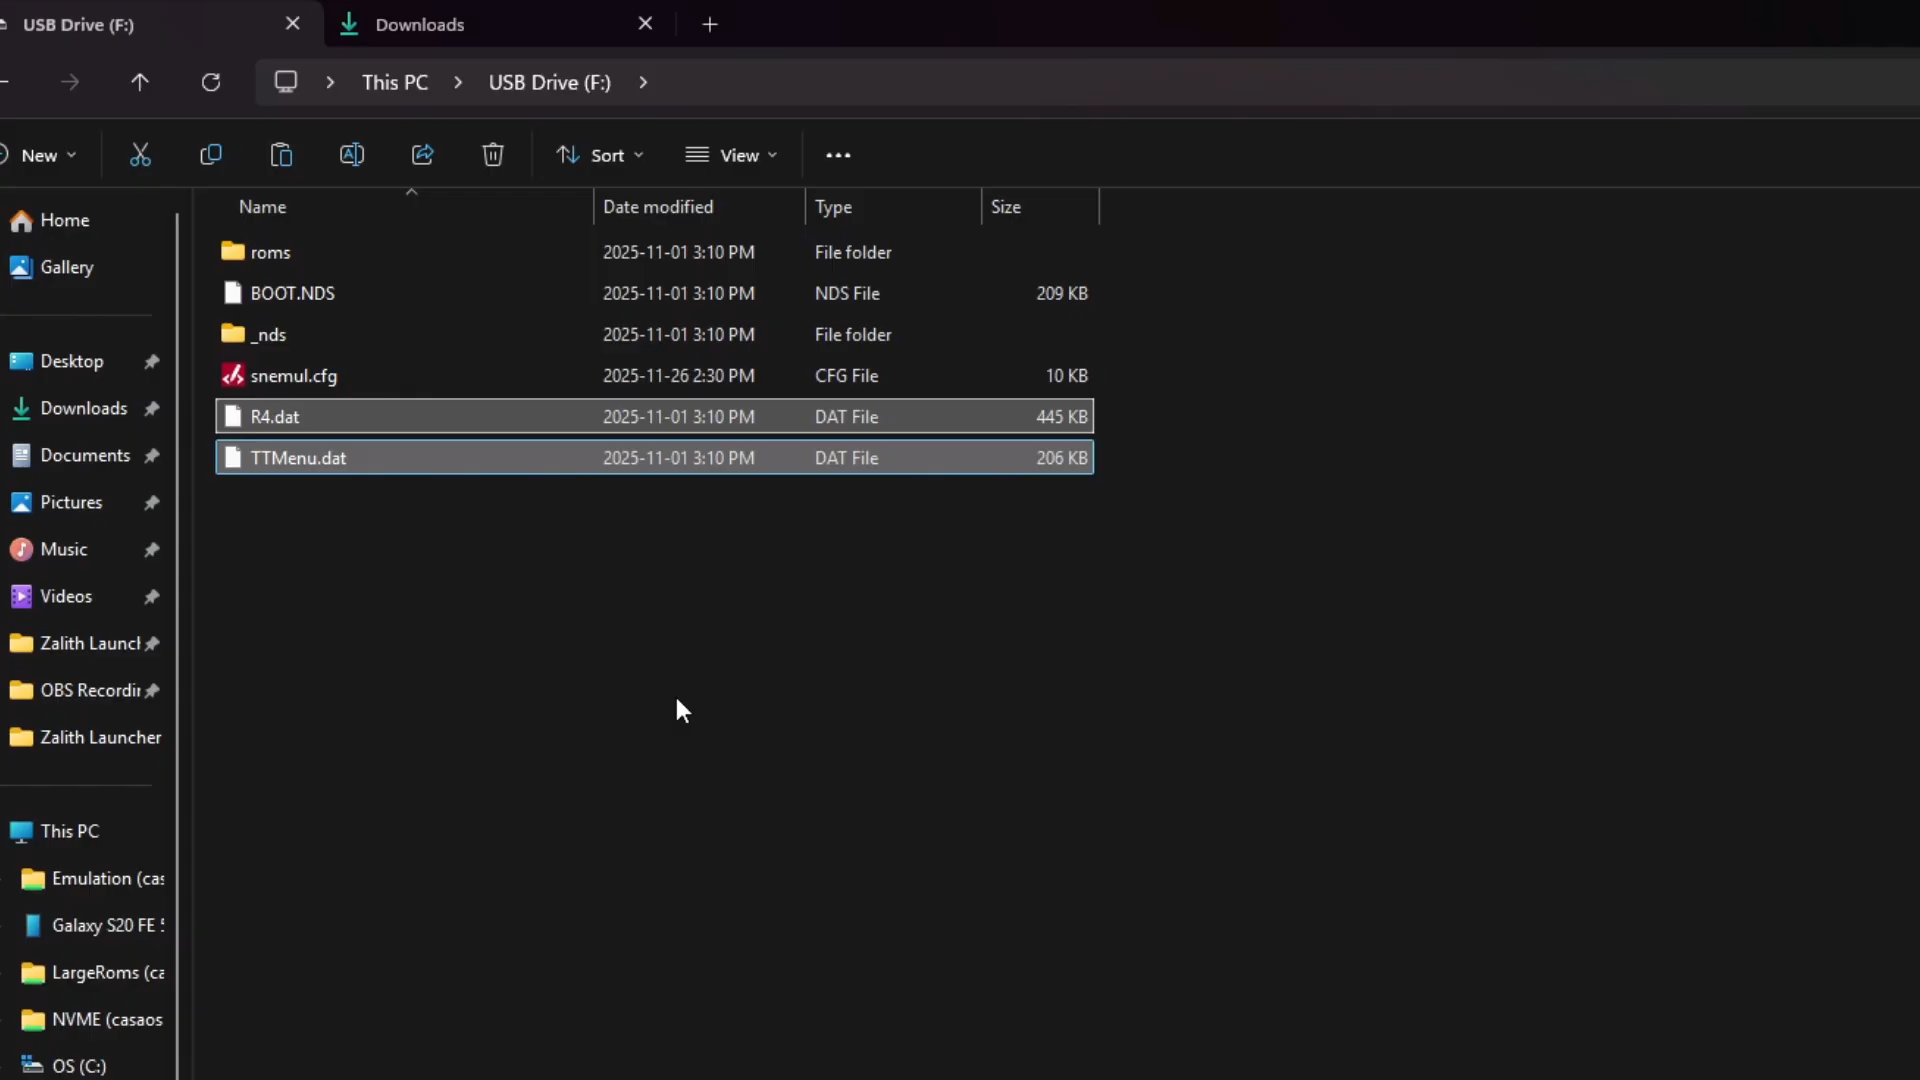 USB Drive (F:)
Downloads
This PC
USB Drive (F:)
New
Sort
View
Name
Date modified
Type
Size
Home
Gallery
Desktop
Downloads
Documents
Pictures
Music
Videos
Zalith Launcl
OBS Recordir
Zalith Launcher
This PC
Emulation (cas
Galaxy S20 FE 5
LargeRoms (ca
NVME (casaos
OS (C:)
roms 2025-11-01 3:10 PM File folder
BOOT.NDS 2025-11-01 3:10 PM NDS File 209 KB
_nds 2025-11-01 3:10 PM File folder
snemul.cfg 2025-11-26 2:30 PM CFG File 10 KB
R4.dat 2025-11-01 3:10 PM DAT File 445 KB
TTMenu.dat 2025-11-01 3:10 PM DAT File 206 KB